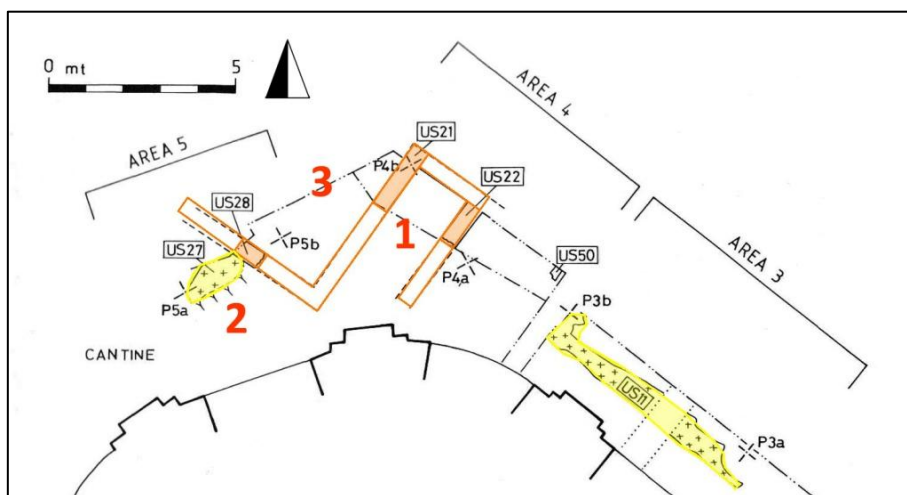 0 mt 5
AREA 5
AREA 4
AREA 3
US21
P4b
3
US22
US28
1
P5b
US27
US50
P4a
P5a
2
P3b
CANTINE
US11
P3a